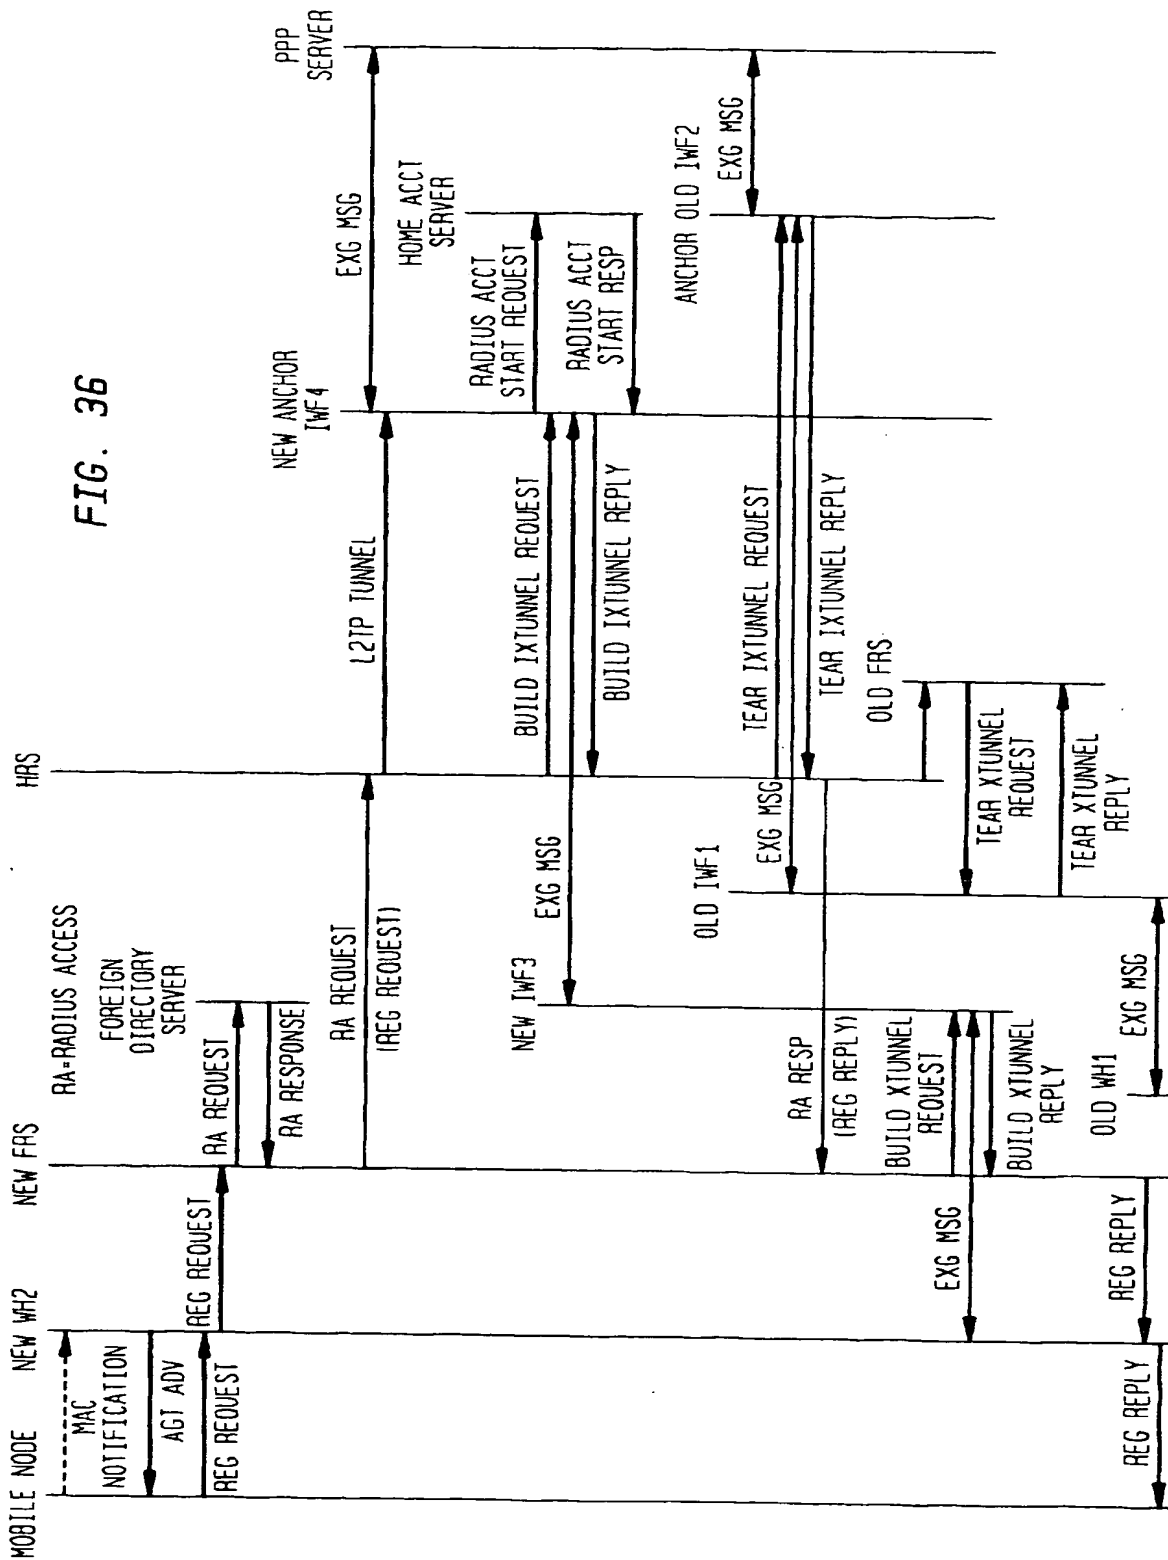 FIG. 36
MOBILE NODE
NEW WH2
NEW FRS
HRS
RA=RADIUS ACCESS
FOREIGN
DIRECTORY
SERVER
NEW ANCHOR
IWF4
PPP
SERVER
MAC
NOTIFICATION
AGT ADV
REG REQUEST
REG REQUEST
RA REQUEST
RA RESPONSE
RA REQUEST
(REG REQUEST)
L2TP TUNNEL
EXG MSG
HOME ACCT
SERVER
RADIUS ACCT
START REQUEST
BUILD IXTUNNEL REQUEST
NEW IWF3
EXG MSG
BUILD IXTUNNEL REPLY
RADIUS ACCT
START RESP
ANCHOR OLD IWF2
EXG MSG
TEAR IXTUNNEL REQUEST
OLD IWF1
EXG MSG
TEAR IXTUNNEL REPLY
RA RESP
(REG REPLY)
OLD FRS
BUILD XTUNNEL
REQUEST
EXG MSG
BUILD XTUNNEL
REPLY
TEAR XTUNNEL
REQUEST
TEAR XTUNNEL
REPLY
OLD WH1
EXG MSG
REG REPLY
REG REPLY